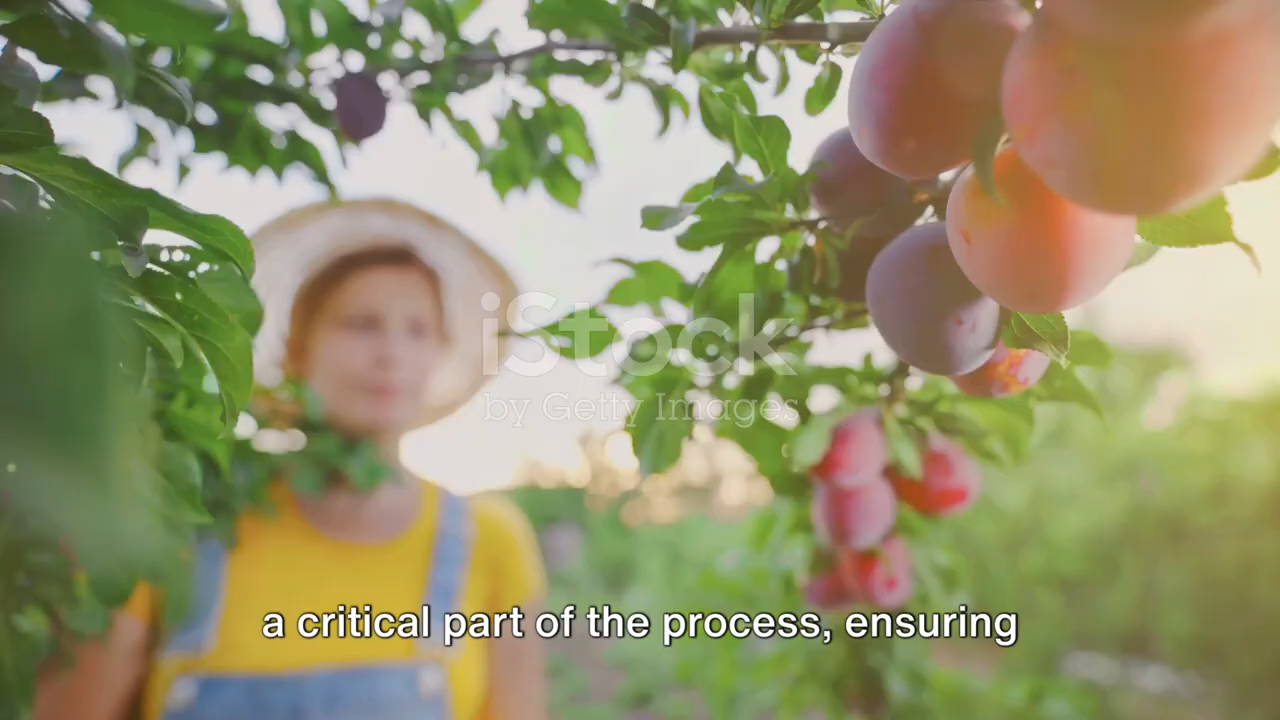 iStock
by Getty Images
a critical part of the process, ensuring